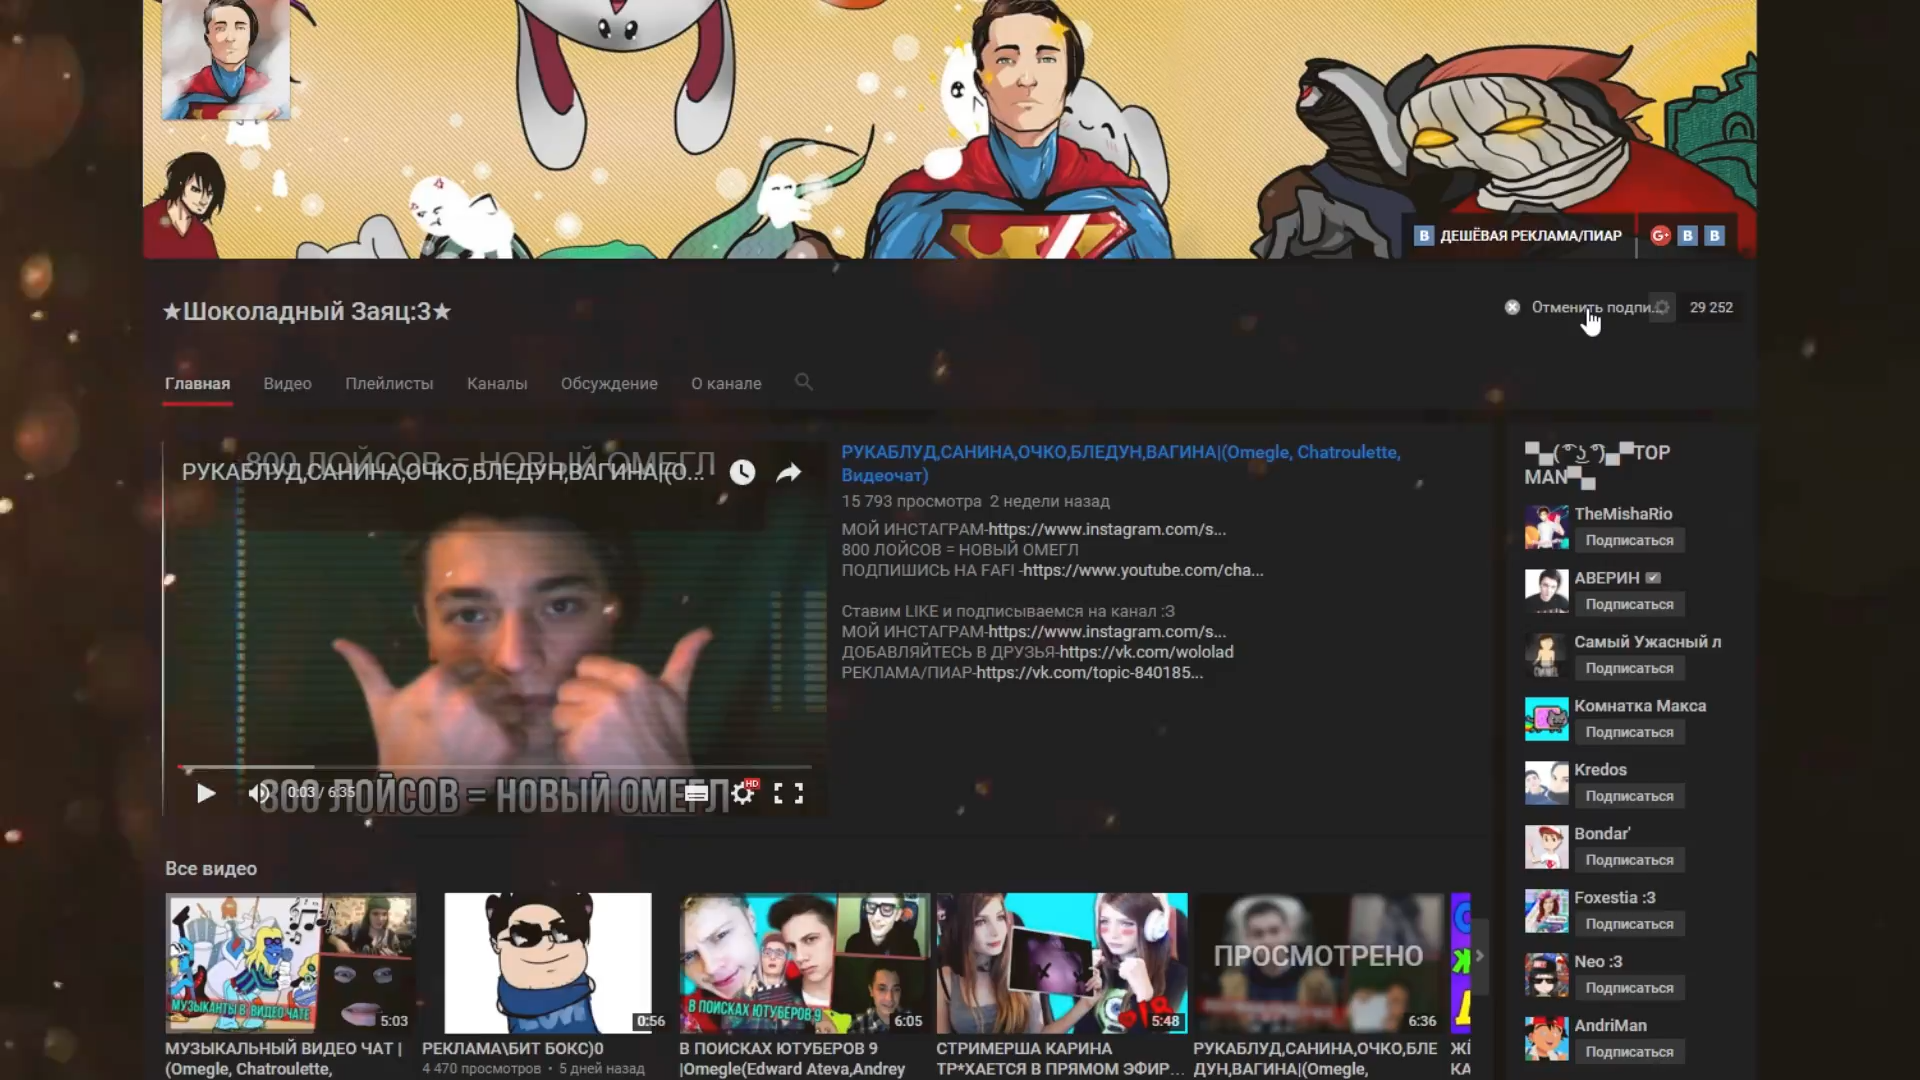 В ДЕШЁВАЯ РЕКЛАМА/ПИАР G+ В В
★Шоколадный Заяц:3★
Отменить подпи... 29 252
Главная Видео Плейлисты Каналы Обсуждение О канале
800 ЛОЙСОВ = НОВЫЙ ОМЕГЛ
РУКАБЛУД,САНИНА,ОЧКО,БЛЕДУН,ВАГИНА|(O...
0:03 / 6:35
HD
800 ЛОЙСОВ = НОВЫЙ ОМЕГЛ
РУКАБЛУД,САНИНА,ОЧКО,БЛЕДУН,ВАГИНА|(Omegle, Chatroulette,
Видеочат)
15 793 просмотра 2 недели назад
МОЙ ИНСТАГРАМ-https://www.instagram.com/s...
800 ЛОЙСОВ = НОВЫЙ ОМЕГЛ
ПОДПИШИСЬ НА FAFI -https://www.youtube.com/cha...
Ставим LIKE и подписываемся на канал :3
МОЙ ИНСТАГРАМ-https://www.instagram.com/s...
ДОБАВЛЯЙТЕСЬ В ДРУЗЬЯ-https://vk.com/wololad
РЕКЛАМА/ПИАР-https://vk.com/topic-840185...
▀▄( ͡° ͜ʖ ͡°)▄▀TOP
MAN▀▄
TheMishaRio
Подписаться
АВЕРИН
Подписаться
Самый Ужасный л
Подписаться
Комнатка Макса
Подписаться
Kredos
Подписаться
Bondar'
Подписаться
Foxestia :3
Подписаться
Neo :3
Подписаться
AndriMan
Подписаться
Все видео
МУЗЫКАНТЫ В ВИДЕО ЧАТЕ
5:03
0:56
В ПОИСКАХ ЮТУБЕРОВ 9
6:05
5:48
ПРОСМОТРЕНО
6:36
МУЗЫКАЛЬНЫЙ ВИДЕО ЧАТ |
(Omegle, Chatroulette,
РЕКЛАМА\БИТ БОКС)0
4 470 просмотров • 5 дней назад
В ПОИСКАХ ЮТУБЕРОВ 9
|Omegle(Edward Ateva,Andrey
СТРИМЕРША КАРИНА
ТР*ХАЕТСЯ В ПРЯМОМ ЭФИР...
РУКАБЛУД,САНИНА,ОЧКО,БЛЕ
ДУН,ВАГИНА|(Omegle,